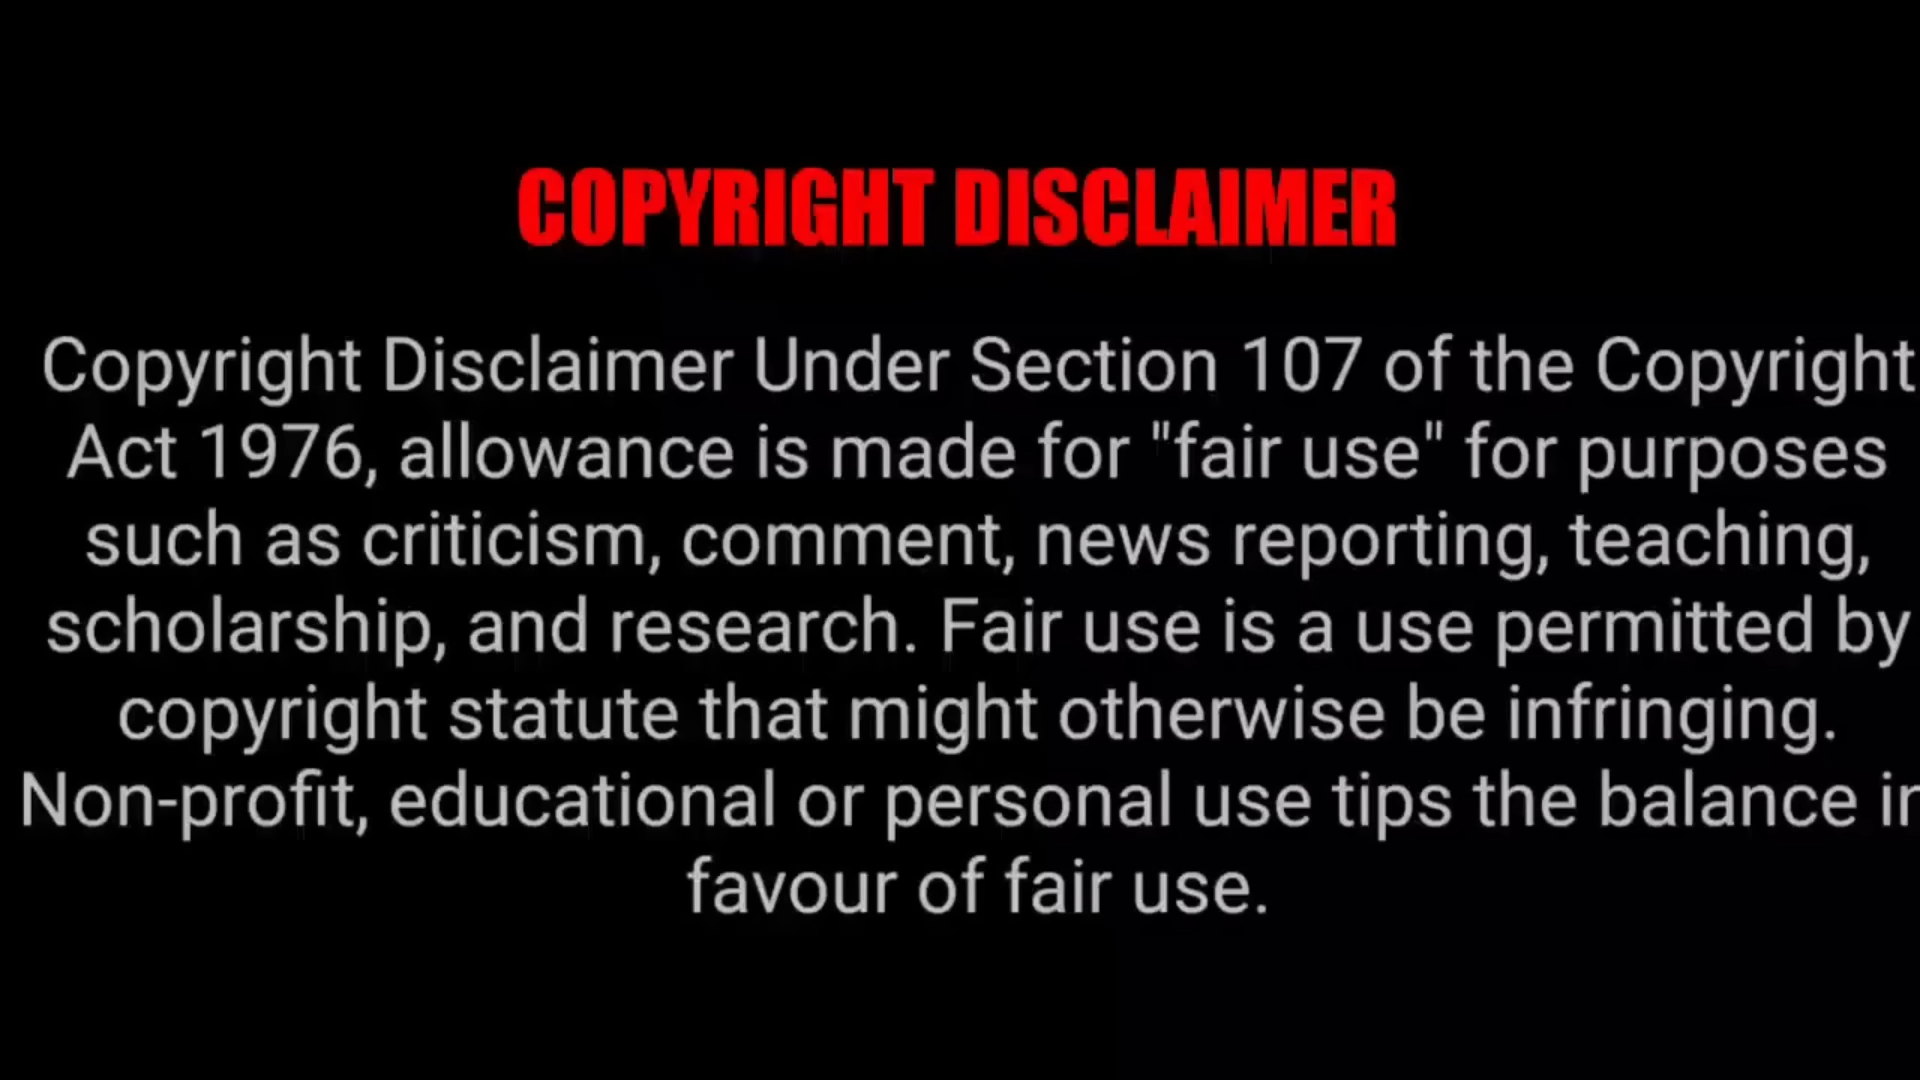 COPYRIGHT DISCLAIMER
Copyright Disclaimer Under Section 107 of the Copyright
Act 1976, allowance is made for "fair use" for purposes
such as criticism, comment, news reporting, teaching,
scholarship, and research. Fair use is a use permitted by
copyright statute that might otherwise be infringing.
Non-profit, educational or personal use tips the balance in
favour of fair use.